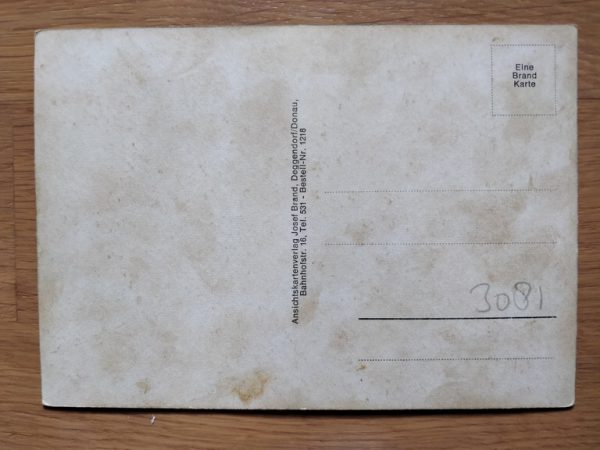 Ansichtskartenverlag Josef Brand, Deggendorf/Donau,
Bahnhofstr. 16, Tel. 531 - Bestell-Nr. 1218
Eine
Brand
Karte
3081